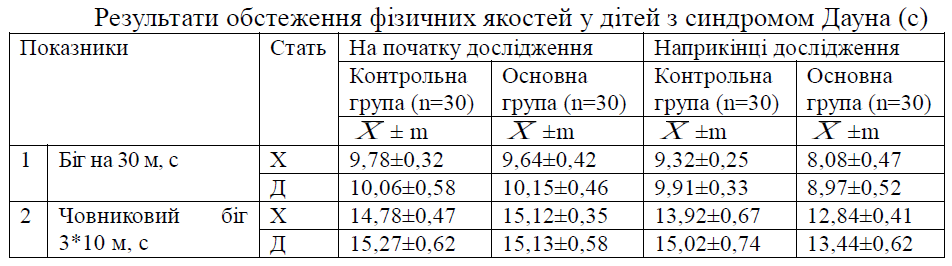 Результати обстеження фізичних якостей у дітей з синдромом Дауна (с)
Показники Стать На початку дослідження Наприкінці дослідження
Контрольна група (n=30) Основна група (n=30) Контрольна група (n=30) Основна група (n=30)
X̅ ± m X̅ ±m X̅ ±m X̅ ±m
1 Біг на 30 м, с Х 9,78±0,32 9,64±0,42 9,32±0,25 8,08±0,47
Д 10,06±0,58 10,15±0,46 9,91±0,33 8,97±0,52
2 Човниковий біг 3*10 м, с Х 14,78±0,47 15,12±0,35 13,92±0,67 12,84±0,41
Д 15,27±0,62 15,13±0,58 15,02±0,74 13,44±0,62